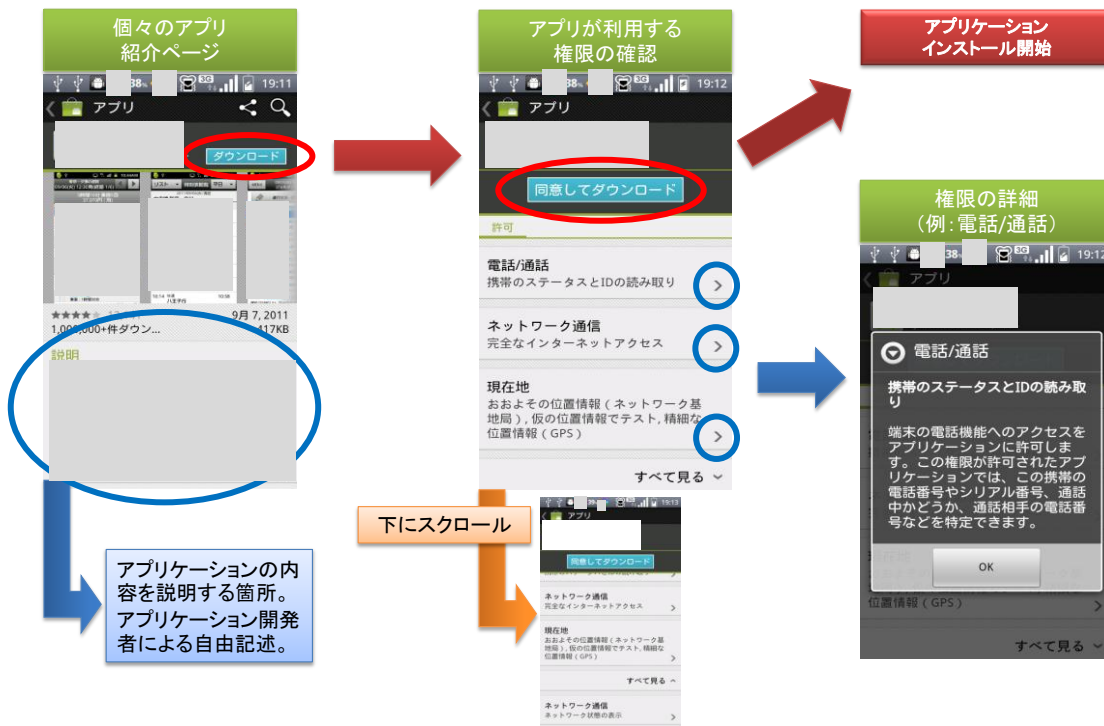 個々のアプリ
紹介ページ
19:11
アプリ
ダウンロード
9月 7, 2011
1,000,000+件ダウン...
417KB
説明
アプリケーションの内
容を説明する箇所。
アプリケーション開発
者による自由記述。
アプリが利用する
権限の確認
38%
3G
19:12
アプリ
同意してダウンロード
許可
電話/通話
携帯のステータスとIDの読み取り
ネットワーク通信
完全なインターネットアクセス
現在地
おおよその位置情報(ネットワーク基
地局), 仮の位置情報でテスト, 精細な
位置情報(GPS)
すべて見る
下にスクロール
19:13
アプリ
同意してダウンロード
ネットワーク通信
完全なインターネットアクセス
現在地
おおよその位置情報(ネットワーク基
地局), 仮の位置情報でテスト, 精細な
位置情報(GPS)
すべて見る
ネットワーク通信
ネットワーク状態の表示
アプリケーション
インストール開始
権限の詳細
(例:電話/通話)
38%
3G
19:12
アプリ
電話/通話
携帯のステータスとIDの読み取
り
端末の電話機能へのアクセスを
アプリケーションに許可しま
す。この権限が許可されたアプ
リケーションでは、この携帯の
電話番号やシリアル番号、通話
中かどうか、通話相手の電話番
号などを特定できます。
OK
位置情報(GPS)
すべて見る